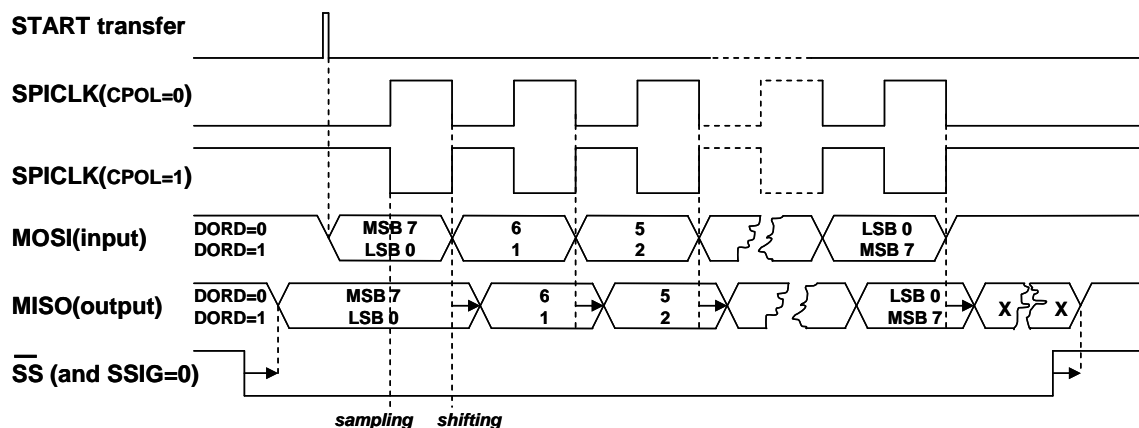 START transfer
SPICLK(CPOL=0)
SPICLK(CPOL=1)
MOSI(input)
DORD=0 MSB 7 6 5 LSB 0
DORD=1 LSB 0 1 2 MSB 7
MISO(output)
DORD=0 MSB 7 6 5 LSB 0
DORD=1 LSB 0 1 2 MSB 7
X X
SS (and SSIG=0)
sampling shifting